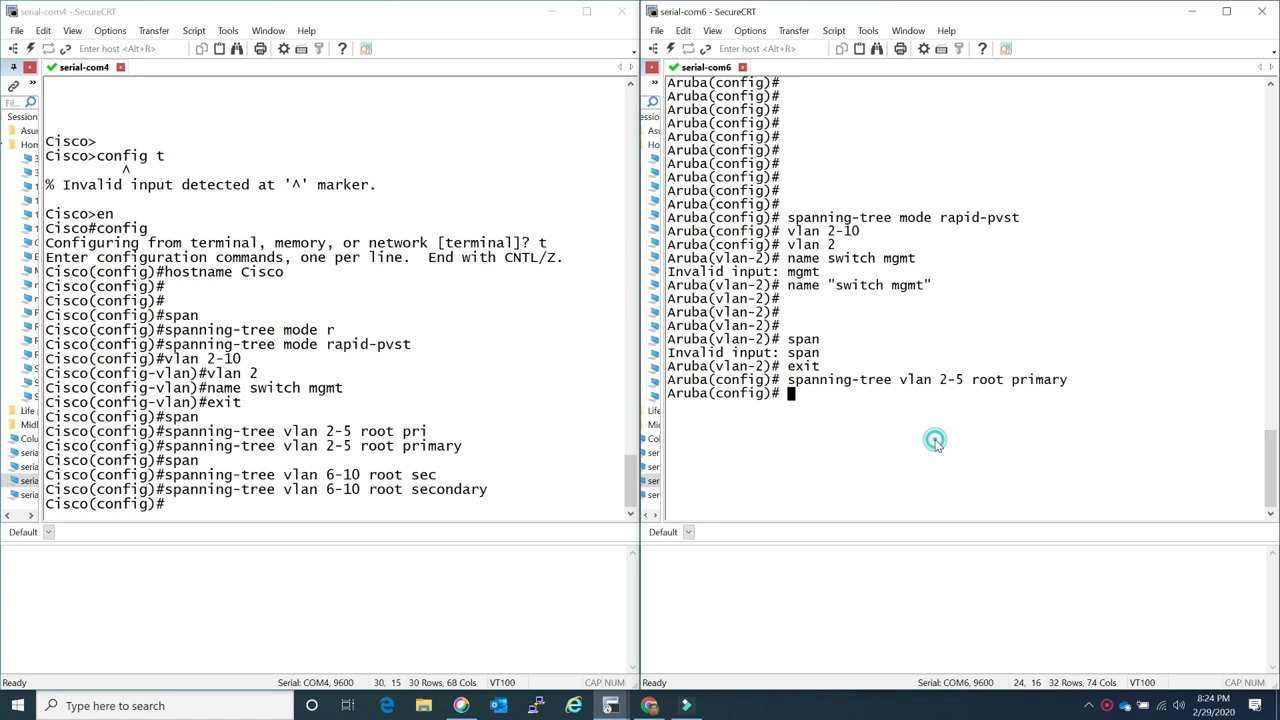 serial-com4 - SecureCRT
File Edit View Options Transfer Script Tools Window Help
Enter host <Alt+R>
serial-com4
Fil...
Sessio
Asu
Hom
3
Life
Midl
Colu
seria
seria
seria
seria
Cisco>
Cisco>config t
^
% Invalid input detected at '^' marker.
Cisco>en
Cisco#config
Configuring from terminal, memory, or network [terminal]? t
Enter configuration commands, one per line.  End with CNTL/Z.
Cisco(config)#hostname Cisco
Cisco(config)#
Cisco(config)#
Cisco(config)#span
Cisco(config)#spanning-tree mode r
Cisco(config)#spanning-tree mode rapid-pvst
Cisco(config)#vlan 2-10
Cisco(config-vlan)#vlan 2
Cisco(config-vlan)#name switch mgmt
Cisco(config-vlan)#exit
Cisco(config)#span
Cisco(config)#spanning-tree vlan 2-5 root pri
Cisco(config)#spanning-tree vlan 2-5 root primary
Cisco(config)#span
Cisco(config)#spanning-tree vlan 6-10 root sec
Cisco(config)#spanning-tree vlan 6-10 root secondary
Cisco(config)#
Default
Ready
Serial: COM4, 9600
30, 15
30 Rows, 68 Cols
VT100
CAP NUM
serial-com6 - SecureCRT
File Edit View Options Transfer Script Tools Window Help
Enter host <Alt+R>
serial-com6
Aruba(config)#
Aruba(config)#
Aruba(config)#
Aruba(config)#
Aruba(config)#
Aruba(config)#
Aruba(config)#
Aruba(config)#
Aruba(config)#
Aruba(config)#
Aruba(config)# spanning-tree mode rapid-pvst
Aruba(config)# vlan 2-10
Aruba(config)# vlan 2
Aruba(vlan-2)# name switch mgmt
Invalid input: mgmt
Aruba(vlan-2)# name "switch mgmt"
Aruba(vlan-2)#
Aruba(vlan-2)#
Aruba(vlan-2)#
Aruba(vlan-2)# span
Invalid input: span
Aruba(vlan-2)# exit
Aruba(config)# spanning-tree vlan 2-5 root primary
Aruba(config)#
Default
Ready
Serial: COM6, 9600
24, 16
32 Rows, 74 Cols
VT100
CAP NUM
Type here to search
8:24 PM
2/29/2020